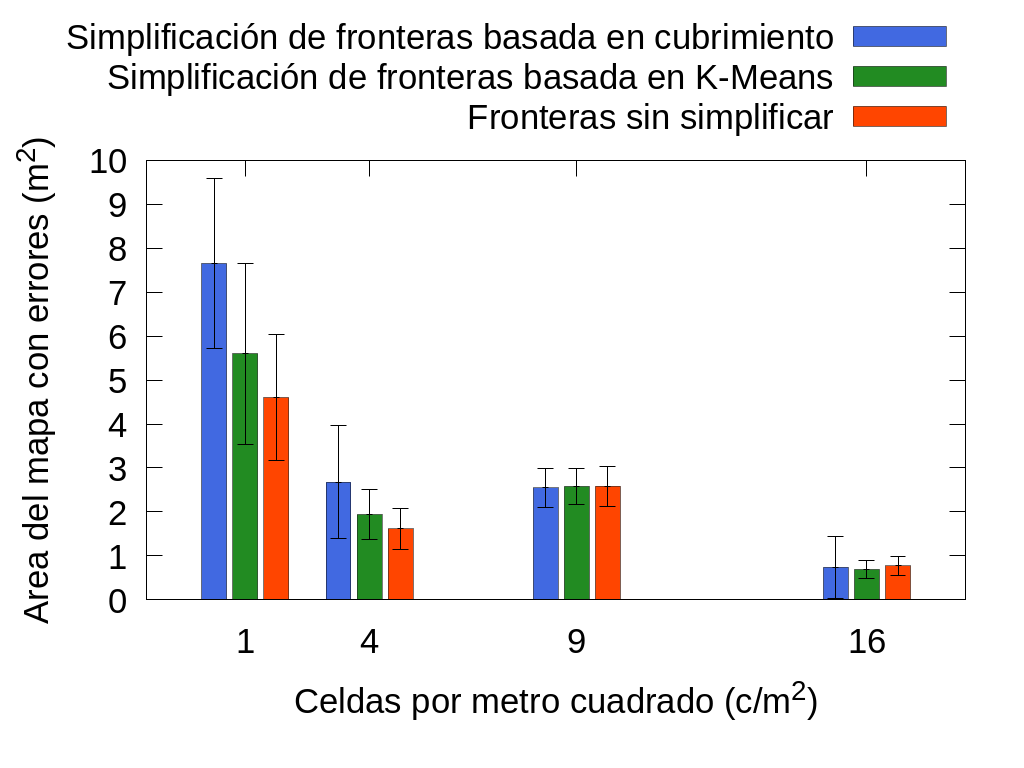 Simplificación de fronteras basada en cubrimiento
Simplificación de fronteras basada en K-Means
Fronteras sin simplificar
Area del mapa con errores (m²)
10
9
8
7
6
5
4
3
2
1
0
1 4 9 16
Celdas por metro cuadrado (c/m²)